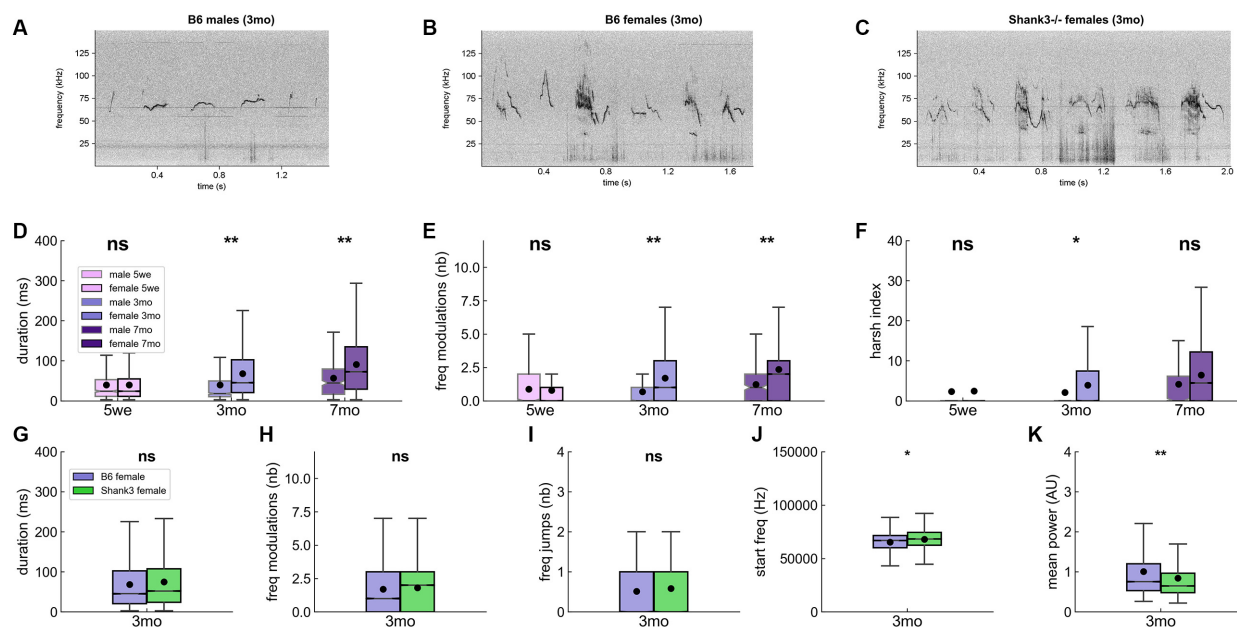 A
B6 males (3mo)
frequency (kHz)
125
100
75
50
25
0.4
0.8
1.2
time (s)
B
B6 females (3mo)
frequency (kHz)
125
100
75
50
25
0.4
0.8
1.2
1.6
time (s)
C
Shank3-/- females (3mo)
frequency (kHz)
125
100
75
50
25
0.4
0.8
1.2
1.6
2.0
time (s)
D
duration (ms)
400
300
200
100
0
ns
**
**
male 5we
female 5we
male 3mo
female 3mo
male 7mo
female 7mo
5we
3mo
7mo
E
freq modulations (nb)
10.0
7.5
5.0
2.5
0.0
ns
**
**
5we
3mo
7mo
F
harsh index
40
30
20
10
0
ns
*
ns
5we
3mo
7mo
G
duration (ms)
400
300
200
100
0
ns
B6 female
Shank3 female
3mo
H
freq modulations (nb)
10.0
7.5
5.0
2.5
0.0
ns
3mo
I
freq jumps (nb)
4
3
2
1
0
ns
3mo
J
start freq (Hz)
150000
100000
50000
0
*
3mo
K
mean power (AU)
4
3
2
1
0
**
3mo